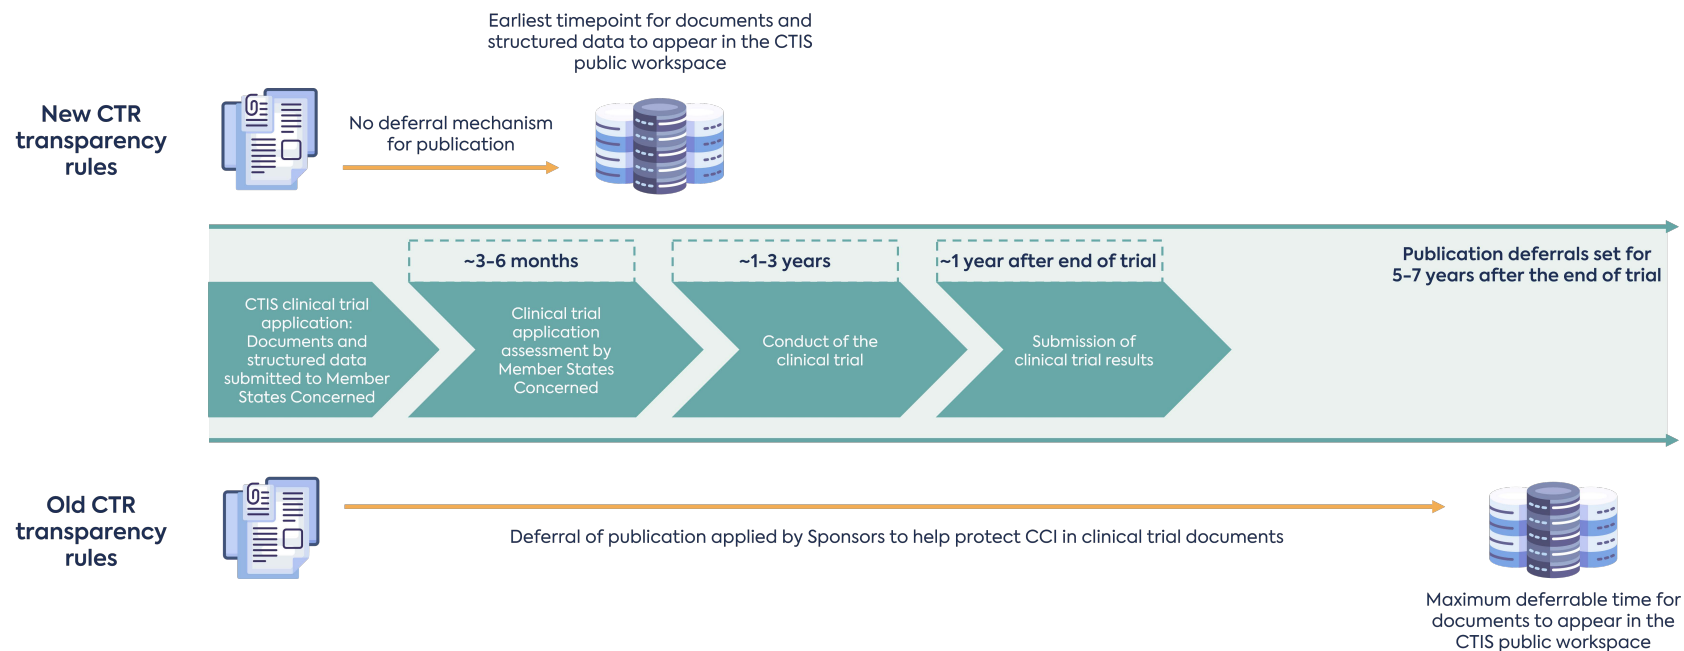 Earliest timepoint for documents and
structured data to appear in the CTIS
public workspace
New CTR
transparency
rules
No deferral mechanism
for publication
~3-6 months
~1-3 years
~1 year after end of trial
Publication deferrals set for
5-7 years after the end of trial
CTIS clinical trial
application:
Documents and
structured data
submitted to Member
States Concerned
Clinical trial
application
assessment by
Member States
Concerned
Conduct of the
clinical trial
Submission of
clinical trial results
Old CTR
transparency
rules
Deferral of publication applied by Sponsors to help protect CCI in clinical trial documents
Maximum deferrable time for
documents to appear in the
CTIS public workspace